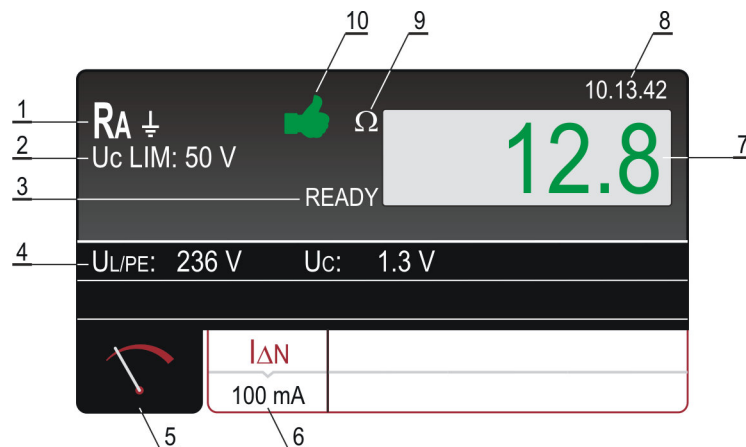 10 9 8
10.13.42
1 RA Ω
2 Uc LIM: 50 V 12.8 7
3 READY
4 UL/PE: 236 V Uc: 1.3 V
IΔN
100 mA
5 6